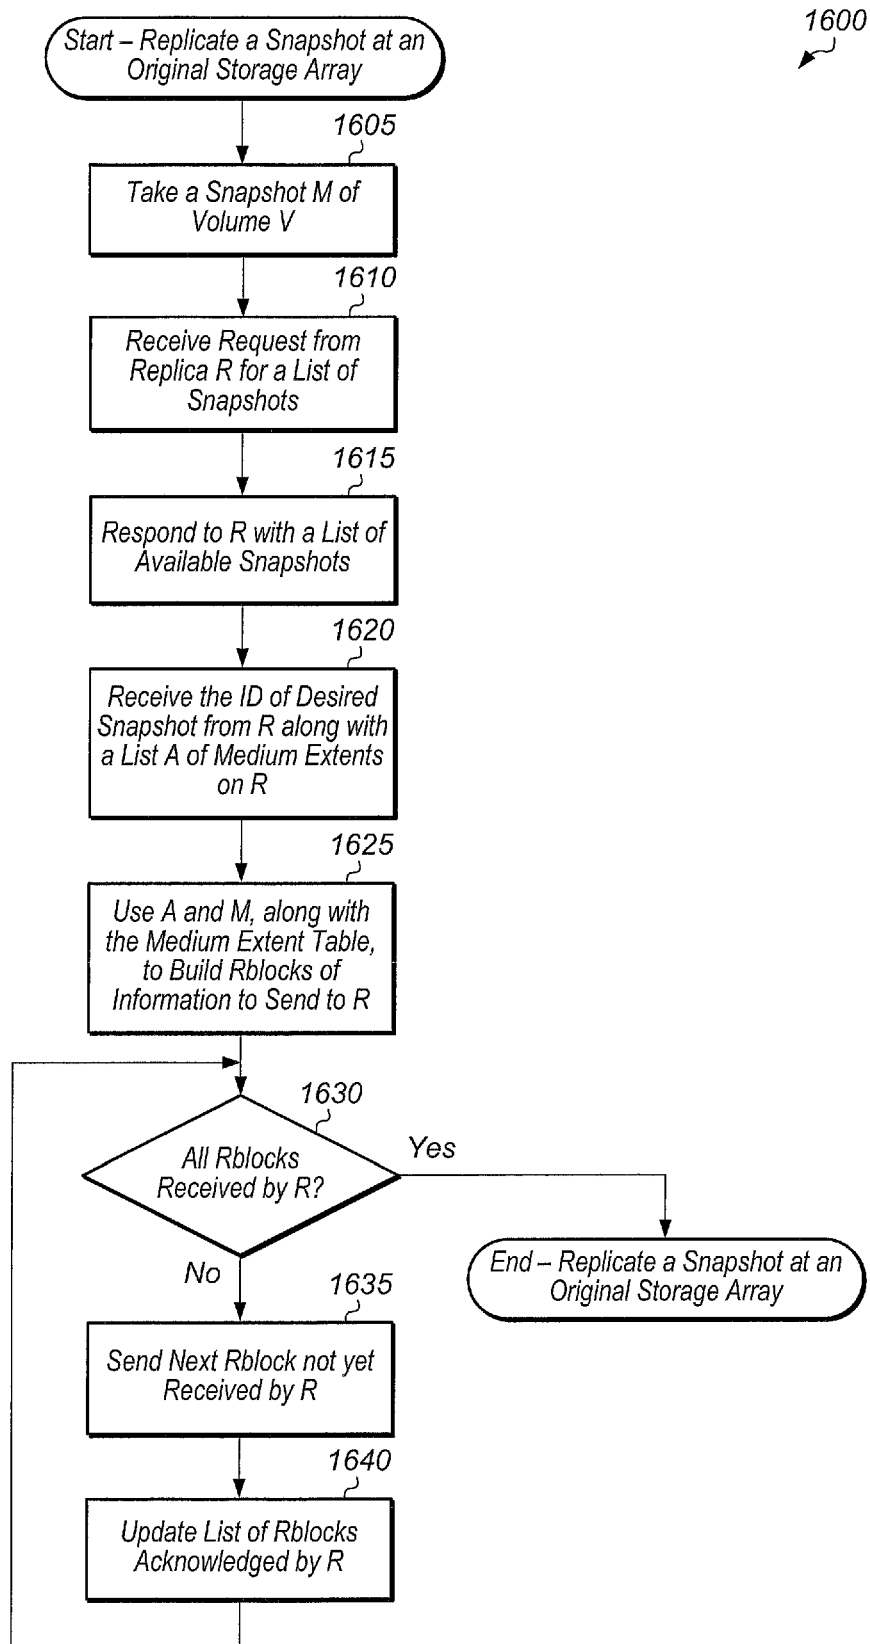 1600
Start – Replicate a Snapshot at an
Original Storage Array
1605
Take a Snapshot M of
Volume V
1610
Receive Request from
Replica R for a List of
Snapshots
1615
Respond to R with a List of
Available Snapshots
1620
Receive the ID of Desired
Snapshot from R along with
a List A of Medium Extents
on R
1625
Use A and M, along with
the Medium Extent Table,
to Build Rblocks of
Information to Send to R
1630
All Rblocks
Received by R?
Yes
End – Replicate a Snapshot at an
Original Storage Array
No
1635
Send Next Rblock not yet
Received by R
1640
Update List of Rblocks
Acknowledged by R